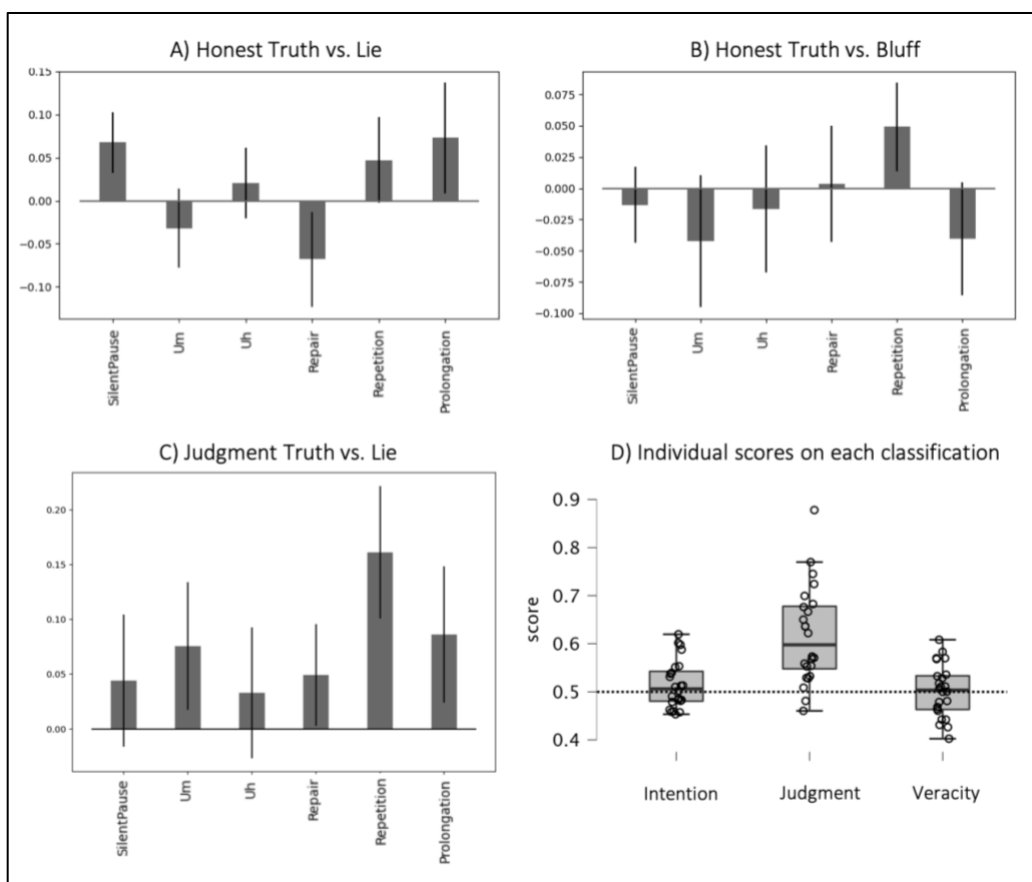 A) Honest Truth vs. Lie
0.15
0.10
0.05
0.00
−0.05
−0.10
SilentPause
Um
Uh
Repair
Repetition
Prolongation
B) Honest Truth vs. Bluff
0.075
0.050
0.025
0.000
−0.025
−0.050
−0.075
−0.100
SilentPause
Um
Uh
Repair
Repetition
Prolongation
C) Judgment Truth vs. Lie
0.20
0.15
0.10
0.05
0.00
SilentPause
Um
Uh
Repair
Repetition
Prolongation
D) Individual scores on each classification
score
0.9
0.8
0.7
0.6
0.5
0.4
Intention
Judgment
Veracity